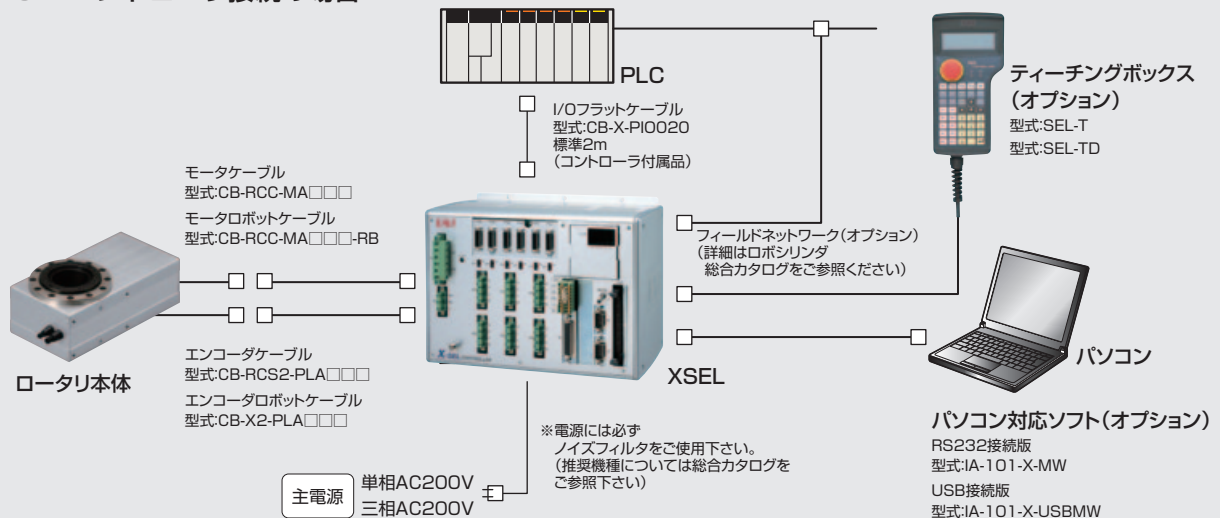 PLC
I/Oフラットケーブル
型式:CB-X-PIO020
標準2m
(コントローラ付属品)
ティーチングボックス
(オプション)
型式:SEL-T
型式:SEL-TD
モータケーブル
型式:CB-RCC-MA□□□
モータロボットケーブル
型式:CB-RCC-MA□□□-RB
フィールドネットワーク(オプション)
(詳細はロボシリンダ
総合カタログをご参照ください)
エンコーダケーブル
型式:CB-RCS2-PLA□□□
エンコーダロボットケーブル
型式:CB-X2-PLA□□□
ロータリ本体
XSEL
パソコン
※電源には必ず
ノイズフィルタをご使用下さい。
(推奨機種については総合カタログを
ご参照下さい)
主電源
単相AC200V
三相AC200V
パソコン対応ソフト(オプション)
RS232接続版
型式:IA-101-X-MW
USB接続版
型式:IA-101-X-USBMW